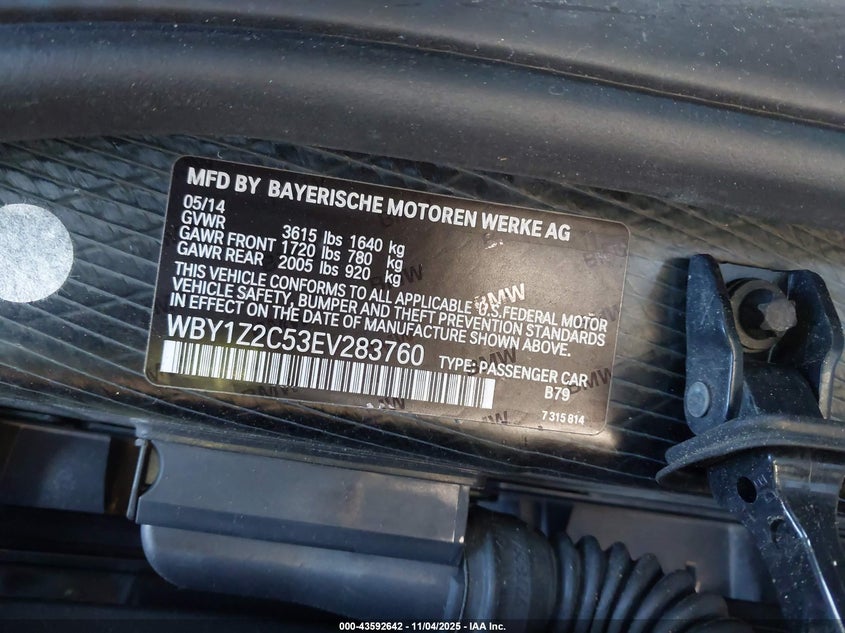 MFD BY BAYERISCHE MOTOREN WERKE AG
05/14
GVWR 3615 lbs 1640 kg
GAWR FRONT 1720 lbs 780 kg
GAWR REAR 2005 lbs 920 kg
THIS VEHICLE CONFORMS TO ALL APPLICABLE U.S.FEDERAL MOTOR
VEHICLE SAFETY, BUMPER AND THEFT PREVENTION STANDARDS
IN EFFECT ON THE DATE OF MANUFACTURE SHOWN ABOVE.
WBY1Z2C53EV283760 TYPE: PASSENGER CAR
B79
7 315 814
000-43592642 - 11/04/2025 - IAA Inc.